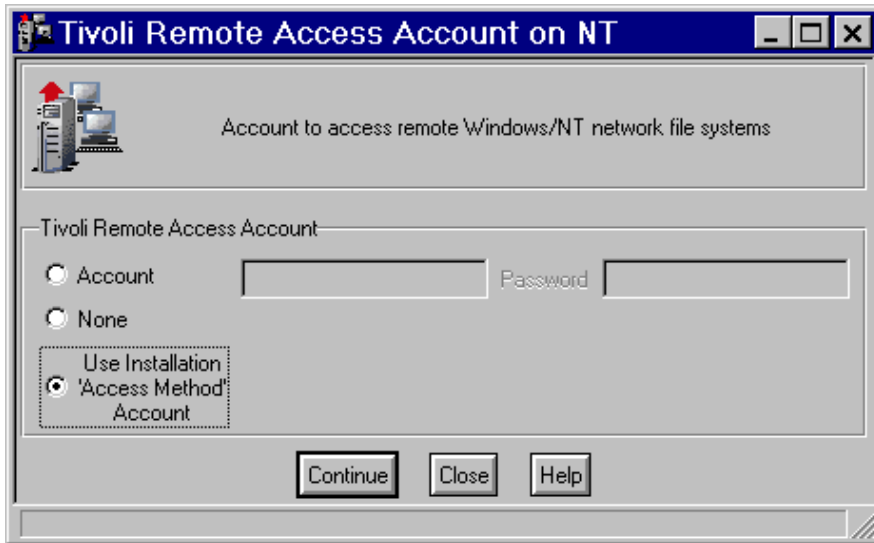 Tivoli Remote Access Account on NT
Account to access remote Windows/NT network file systems
Tivoli Remote Access Account
Account
Password
None
Use Installation
'Access Method'
Account
Continue
Close
Help